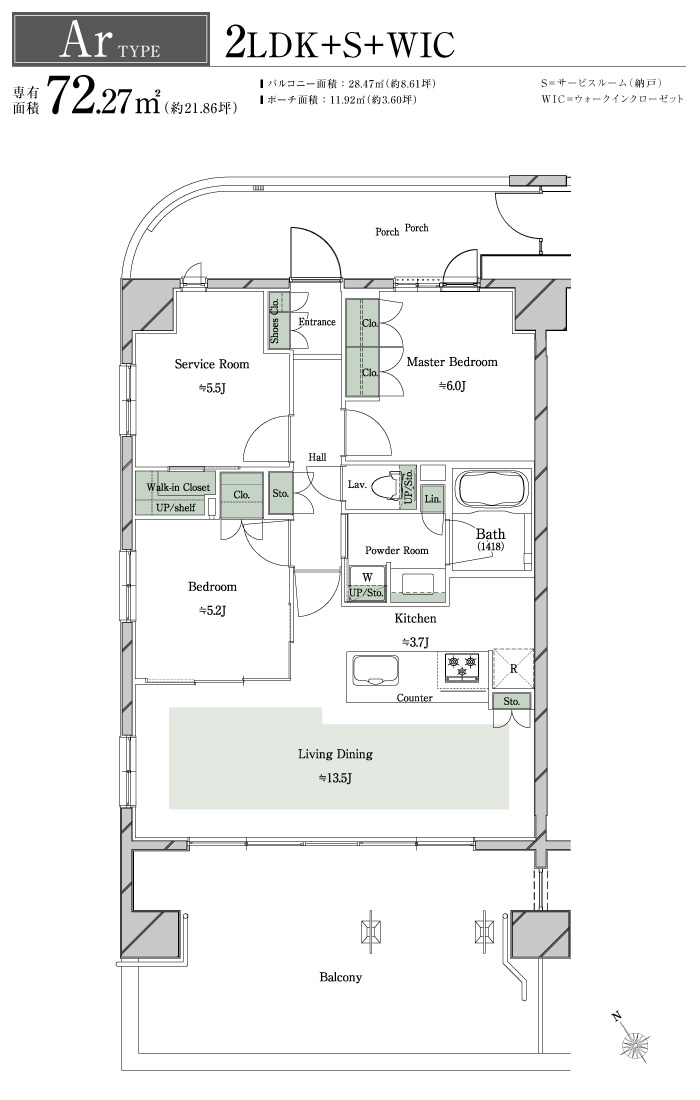 Ar TYPE
2LDK+S+WIC
専有面積 72.27㎡(約21.86坪)
バルコニー面積：28.47㎡(約8.61坪)
ポーチ面積：11.92㎡(約3.60坪)
S＝サービスルーム（納戸）
WIC＝ウォークインクローゼット
Porch Porch
Shoes Clo.
Entrance
Clo.
Clo.
Service Room
≒5.5J
Master Bedroom
≒6.0J
Hall
Walk-in Closet
UP/shelf
Clo.
Sto.
Lav.
UP/Sto.
Lin.
Bath
(1418)
Powder Room
W
UP/Sto.
Bedroom
≒5.2J
Kitchen
≒3.7J
R
Counter
Sto.
Living Dining
≒13.5J
Balcony
N